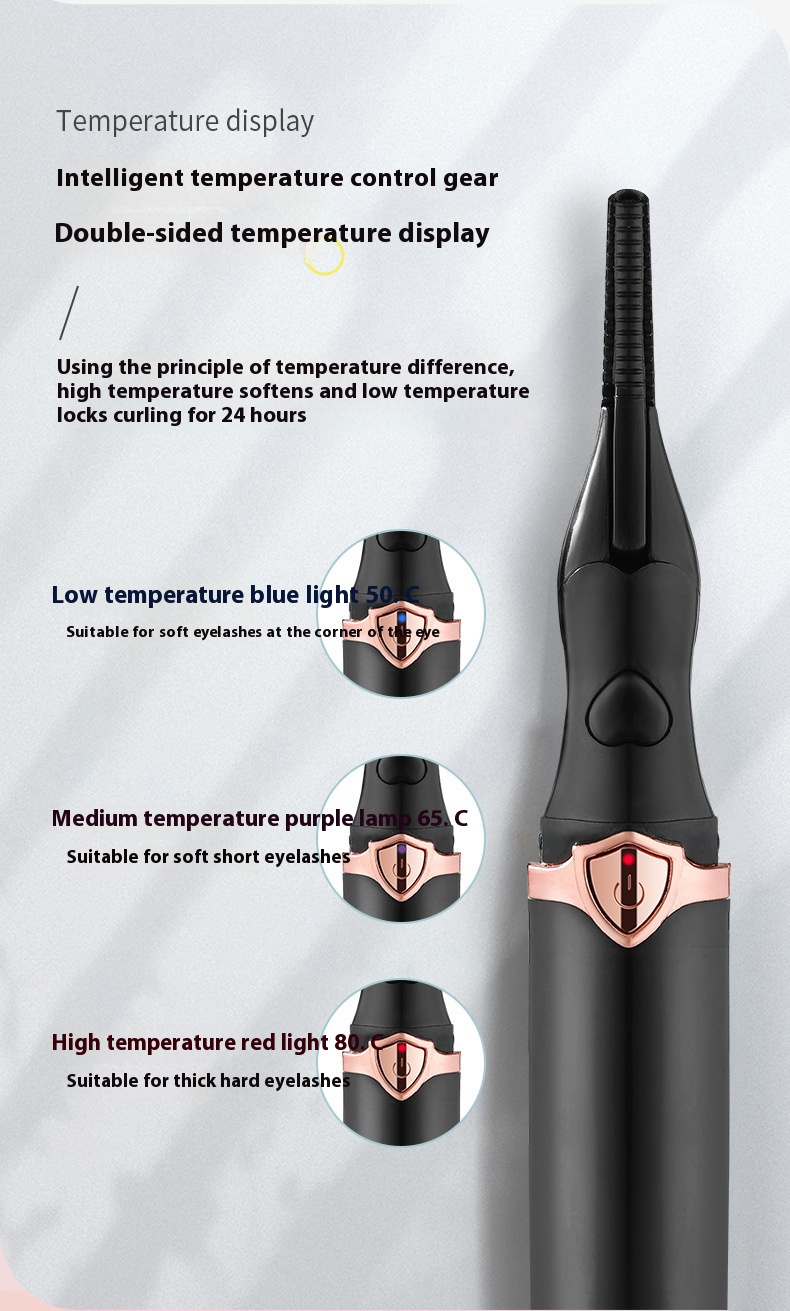 Temperature display
Intelligent temperature control gear
Double-sided temperature display
Using the principle of temperature difference,
high temperature softens and low temperature
locks curling for 24 hours
Low temperature blue light 50. C
Suitable for soft eyelashes at the corner of the eye
Medium temperature purple lamp 65. C
Suitable for soft short eyelashes
High temperature red light 80. C
Suitable for thick hard eyelashes